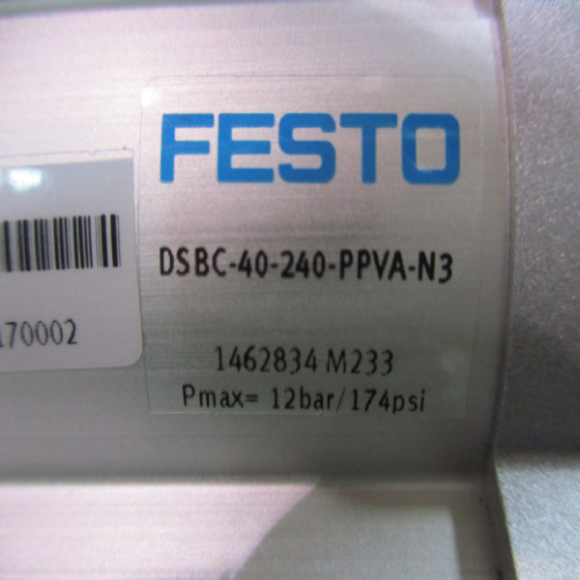 FESTO
DSBC-40-240-PPVA-N3
1462834 M233
Pmax= 12bar/174psi
170002